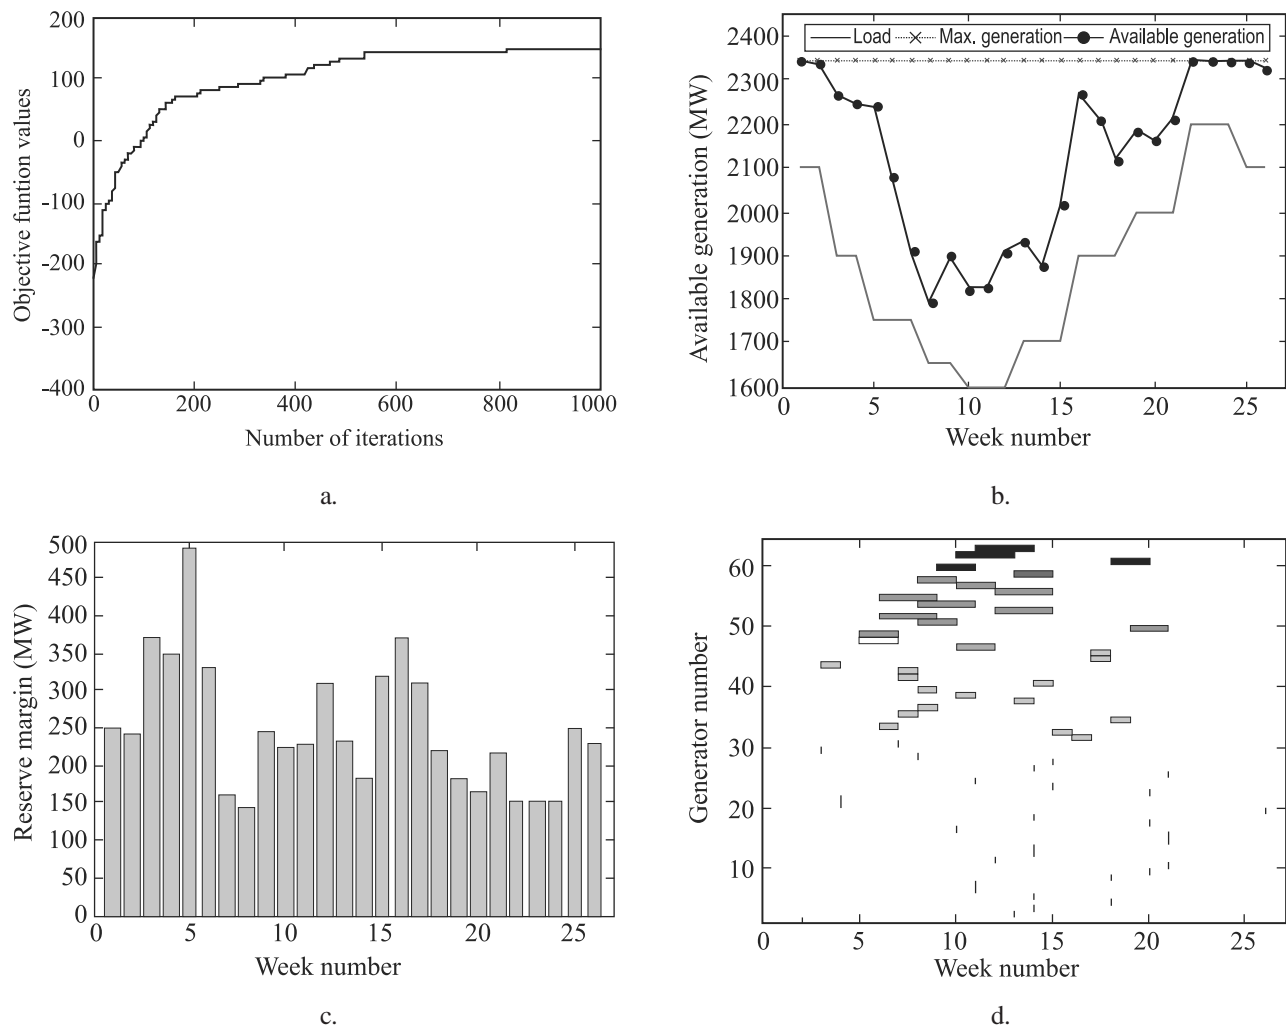 200
100
0
-100
-200
-300
-400
0 200 400 600 800 1000
Objective funtion values
Number of iterations
a.
Load Max. generation Available generation
2400
2300
2200
2100
2000
1900
1800
1700
1600
0 5 10 15 20 25
Available generation (MW)
Week number
b.
500
450
400
350
300
250
200
150
100
50
0
0 5 10 15 20 25
Reserve margin (MW)
Week number
c.
60
50
40
30
20
10
0 5 10 15 20 25
Generator number
Week number
d.